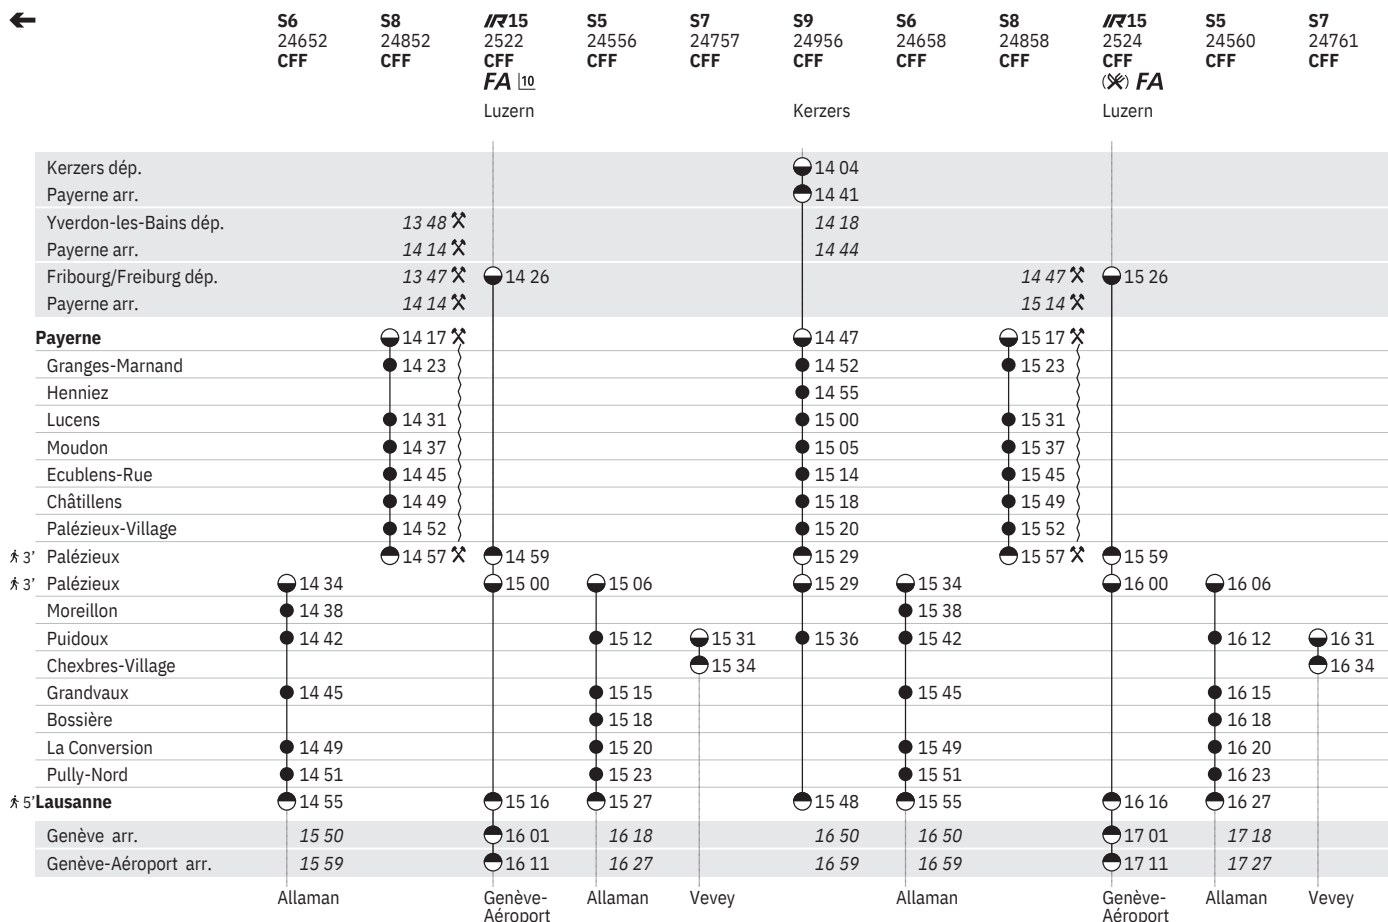 S6 S8 IR15 S5 S7 S9 S6 S8 IR15 S5 S7
24652 24852 2522 24556 24757 24956 24658 24858 2524 24560 24761
CFF CFF CFF CFF CFF CFF CFF CFF CFF CFF CFF
FA 10 FA
Luzern Kerzers Luzern
Kerzers dép. 14 04
Payerne arr. 14 41
Yverdon-les-Bains dép. 13 48 14 18
Payerne arr. 14 14 14 44
Fribourg/Freiburg dép. 13 47 14 26 14 47 15 26
Payerne arr. 14 14 15 14
Payerne 14 17 14 47 15 17
Granges-Marnand 14 23 14 52 15 23
Henniez 14 55
Lucens 14 31 15 00 15 31
Moudon 14 37 15 05 15 37
Ecublens-Rue 14 45 15 14 15 45
Châtillens 14 49 15 18 15 49
Palézieux-Village 14 52 15 20 15 52
3' Palézieux 14 57 14 59 15 29 15 57 15 59
3' Palézieux 14 34 15 00 15 06 15 29 15 34 16 00 16 06
Moreillon 14 38 15 38
Puidoux 14 42 15 12 15 31 15 36 15 42 16 12 16 31
Chexbres-Village 15 34 16 34
Grandvaux 14 45 15 15 15 45 16 15
Bossière 15 18 16 18
La Conversion 14 49 15 20 15 49 16 20
Pully-Nord 14 51 15 23 15 51 16 23
5' Lausanne 14 55 15 16 15 27 15 48 15 55 16 16 16 27
Genève arr. 15 50 16 01 16 18 16 50 16 50 17 01 17 18
Genève-Aéroport arr. 15 59 16 11 16 27 16 59 16 59 17 11 17 27
Allaman Genève- Allaman Vevey Allaman Genève- Allaman Vevey
Aéroport Aéroport